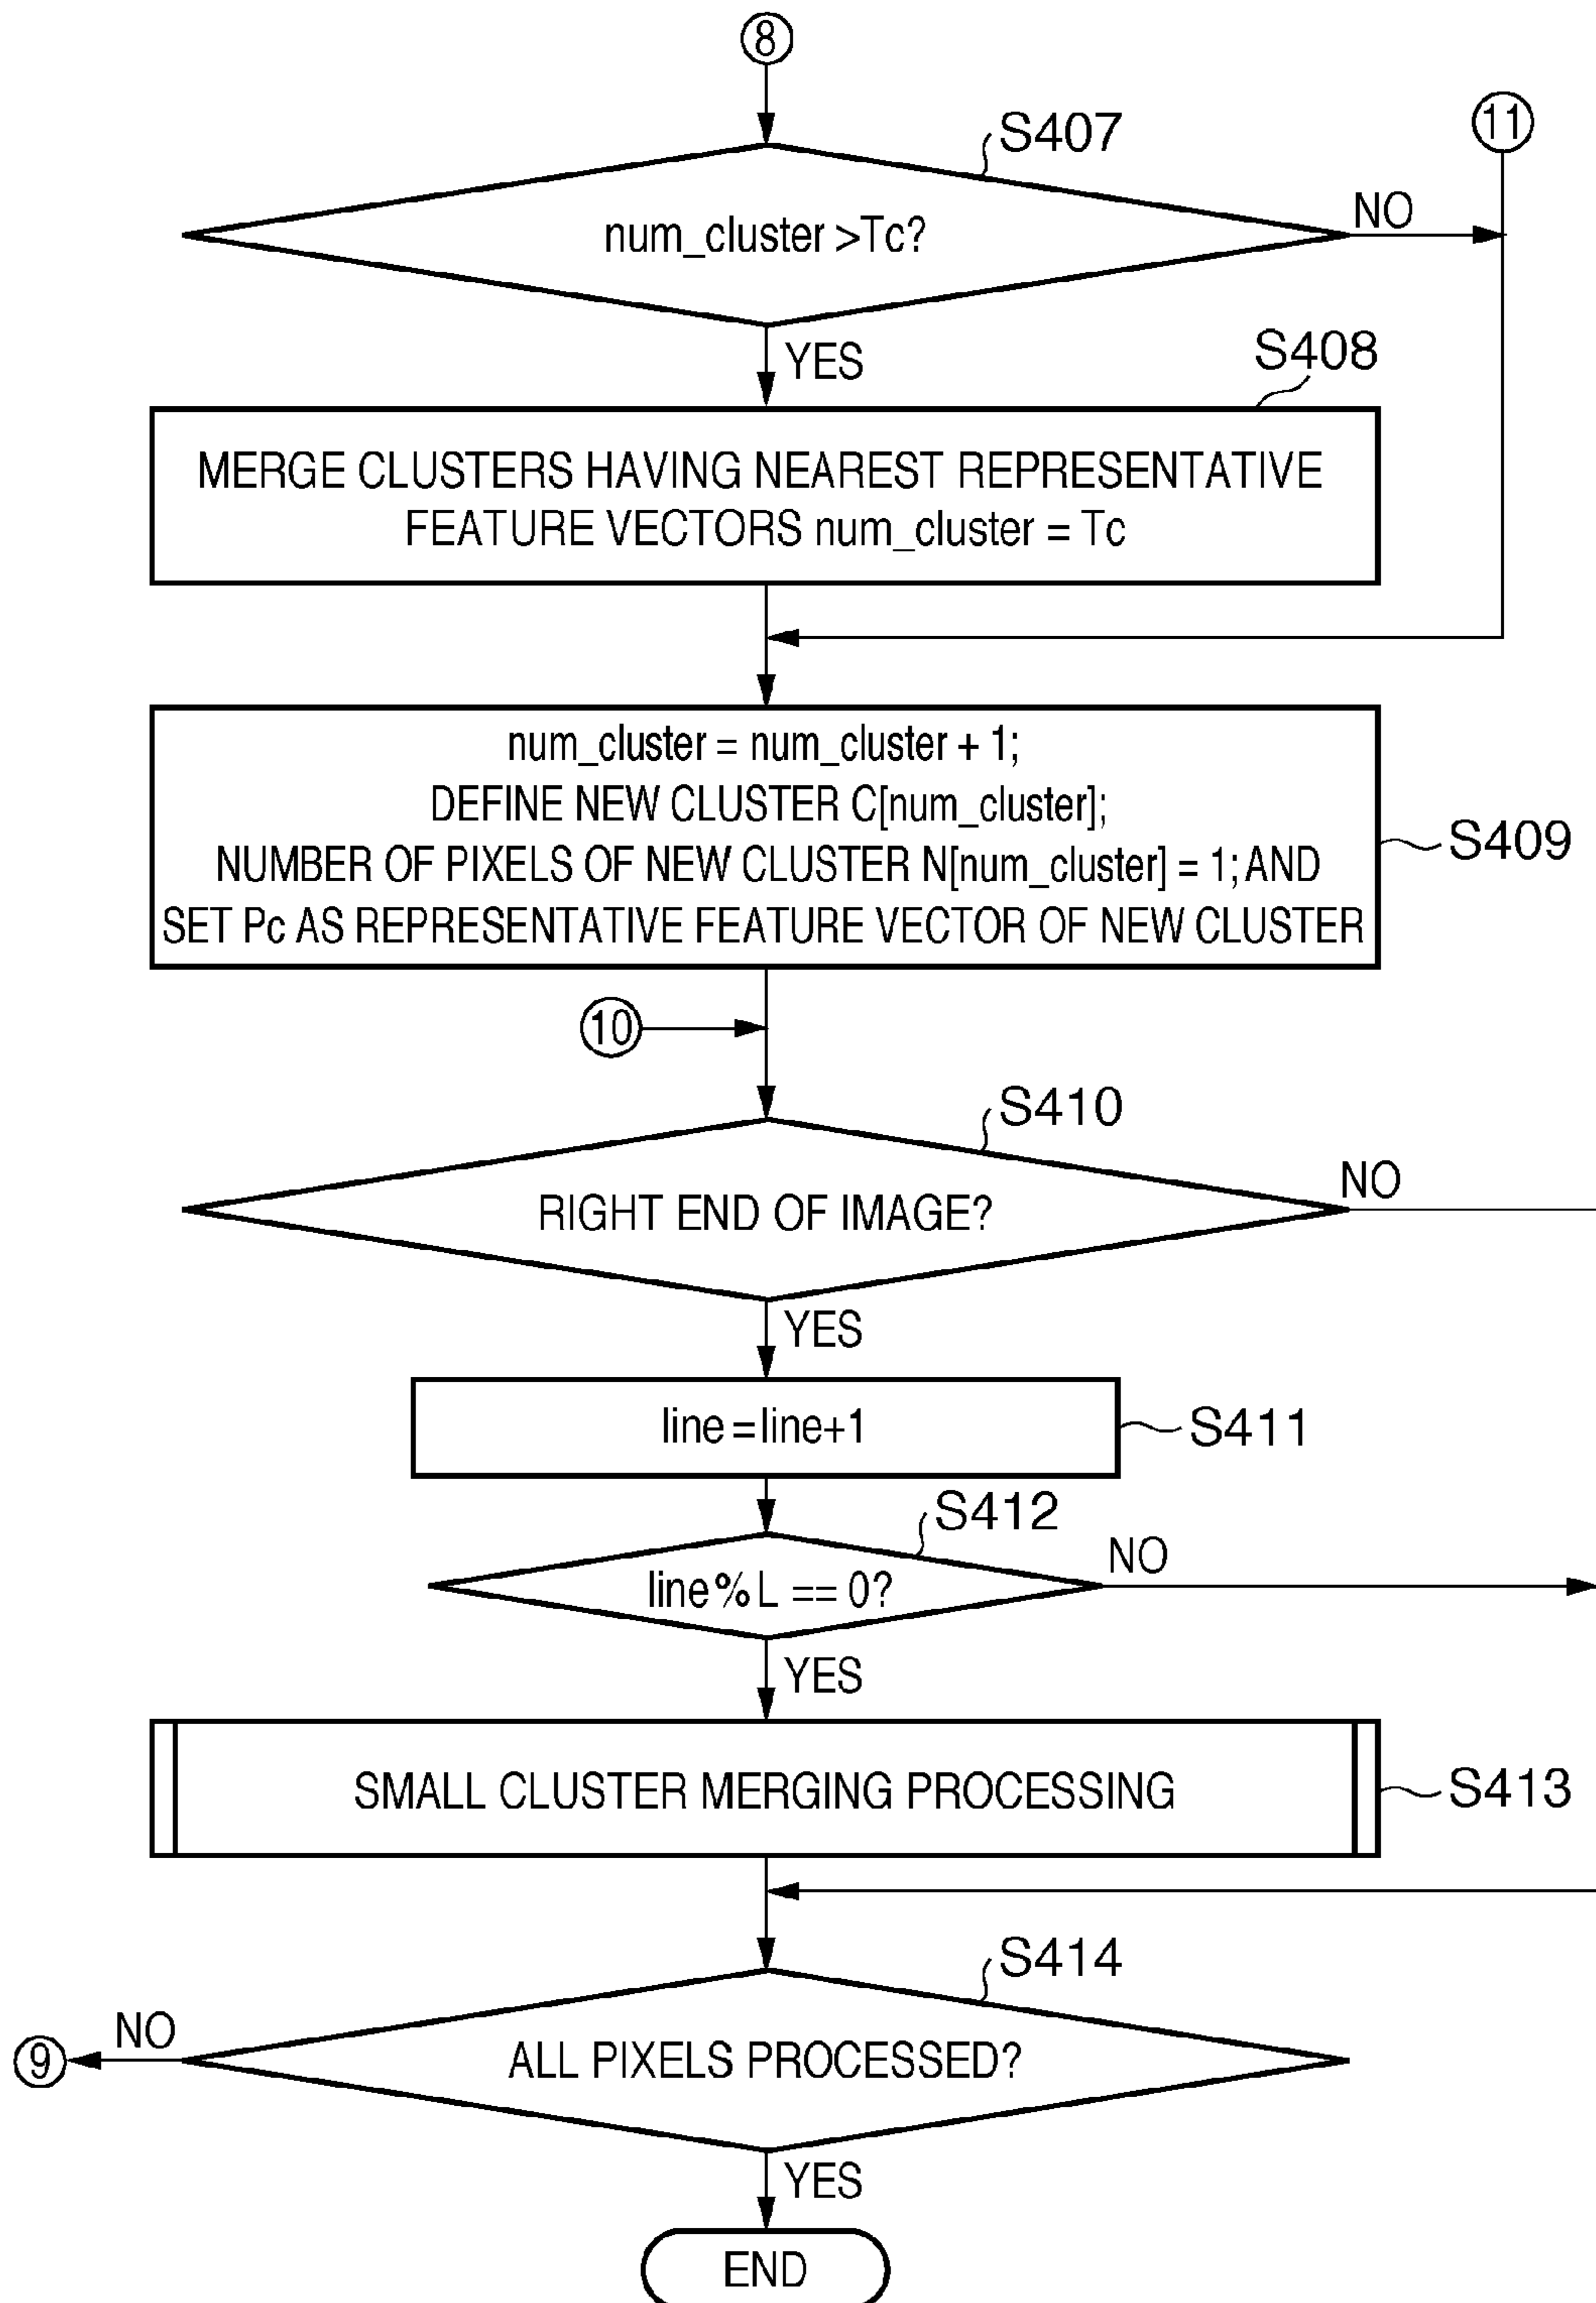 8
S407
11
num_cluster >Tc?
NO
YES
S408
MERGE CLUSTERS HAVING NEAREST REPRESENTATIVE
FEATURE VECTORS num_cluster = Tc
num_cluster = num_cluster + 1;
DEFINE NEW CLUSTER C[num_cluster];
NUMBER OF PIXELS OF NEW CLUSTER N[num_cluster] = 1; AND
SET Pc AS REPRESENTATIVE FEATURE VECTOR OF NEW CLUSTER
S409
10
S410
RIGHT END OF IMAGE?
NO
YES
line =line+1
S411
S412
line%L == 0?
NO
YES
SMALL CLUSTER MERGING PROCESSING
S413
S414
9
NO
ALL PIXELS PROCESSED?
YES
END